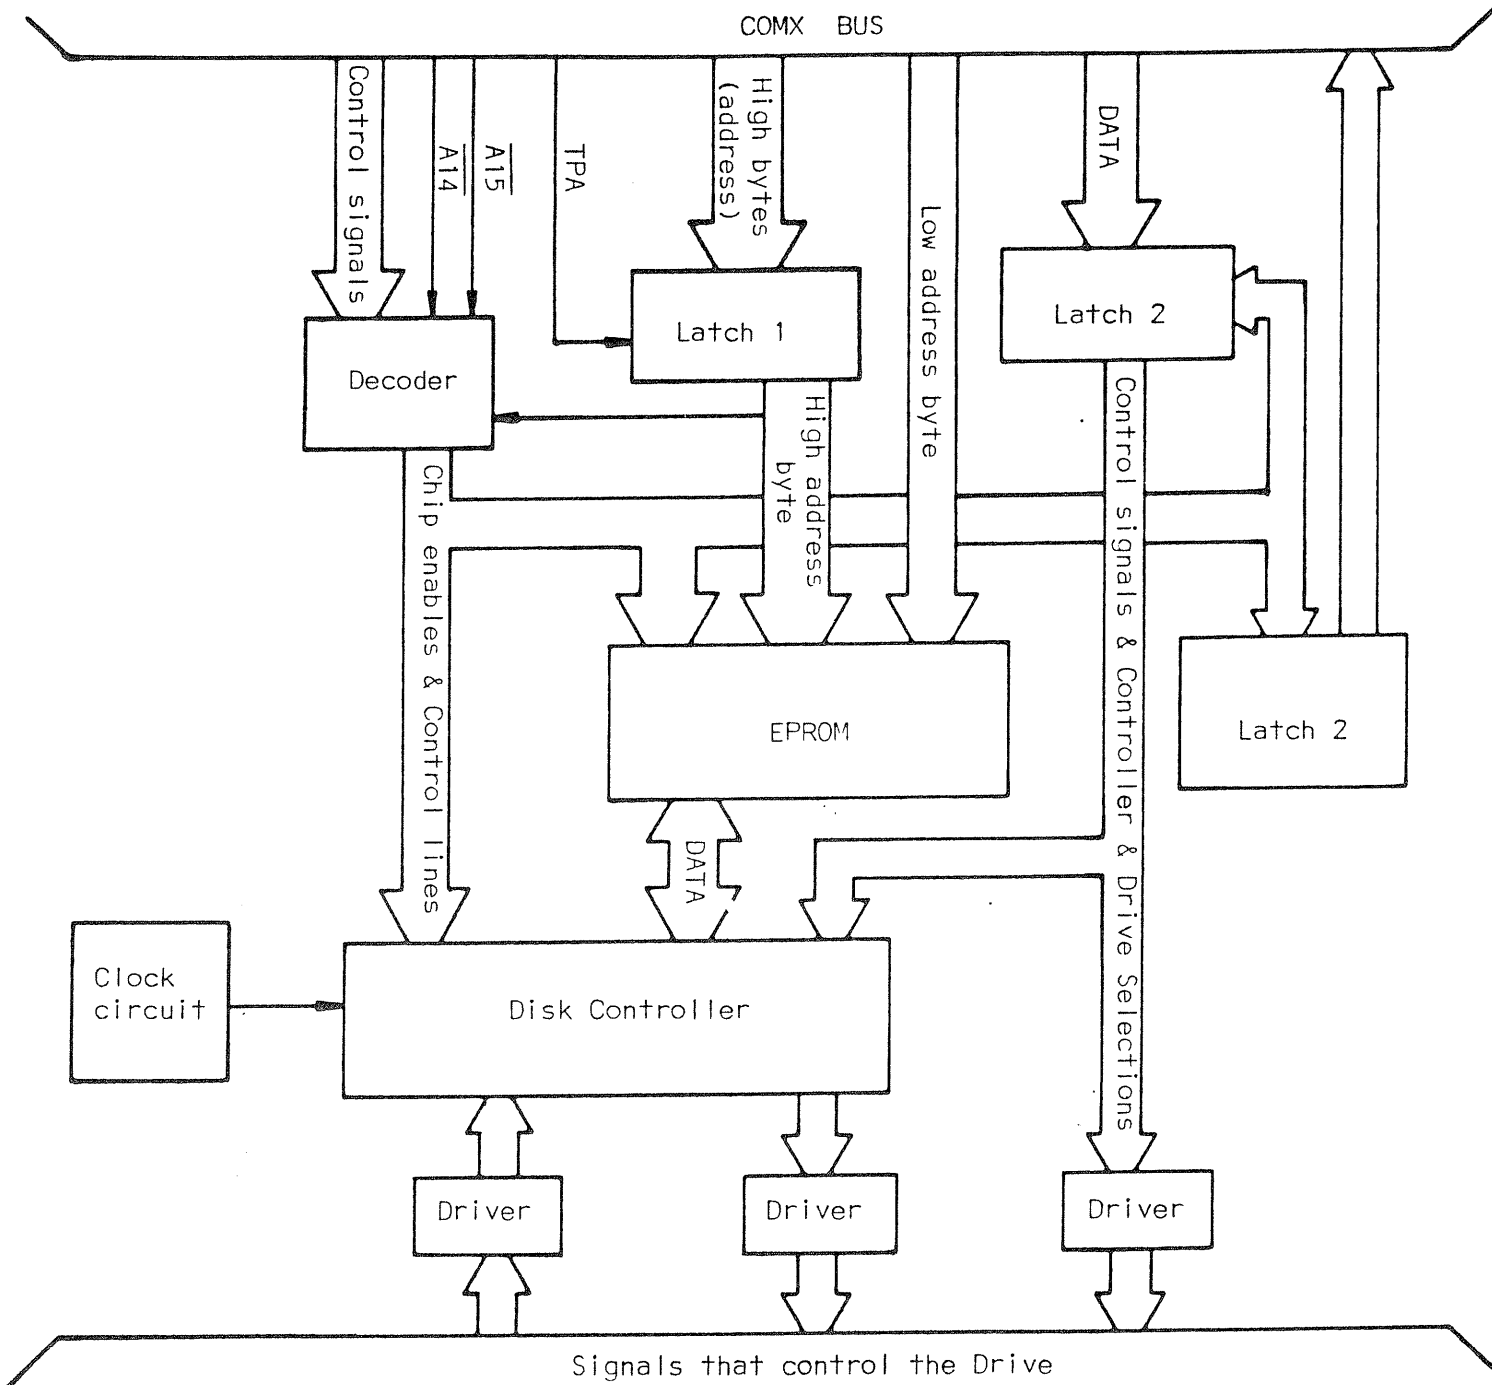 COMX BUS
Control signals
A14
A15
TPA
High bytes
(address)
Low address byte
DATA
Latch 1
Latch 2
Decoder
High address
byte
Chip enables & Control lines
Control signals & Controller & Drive Selections
EPROM
Latch 2
DATA
Clock
circuit
Disk Controller
Driver
Driver
Driver
Signals that control the Drive